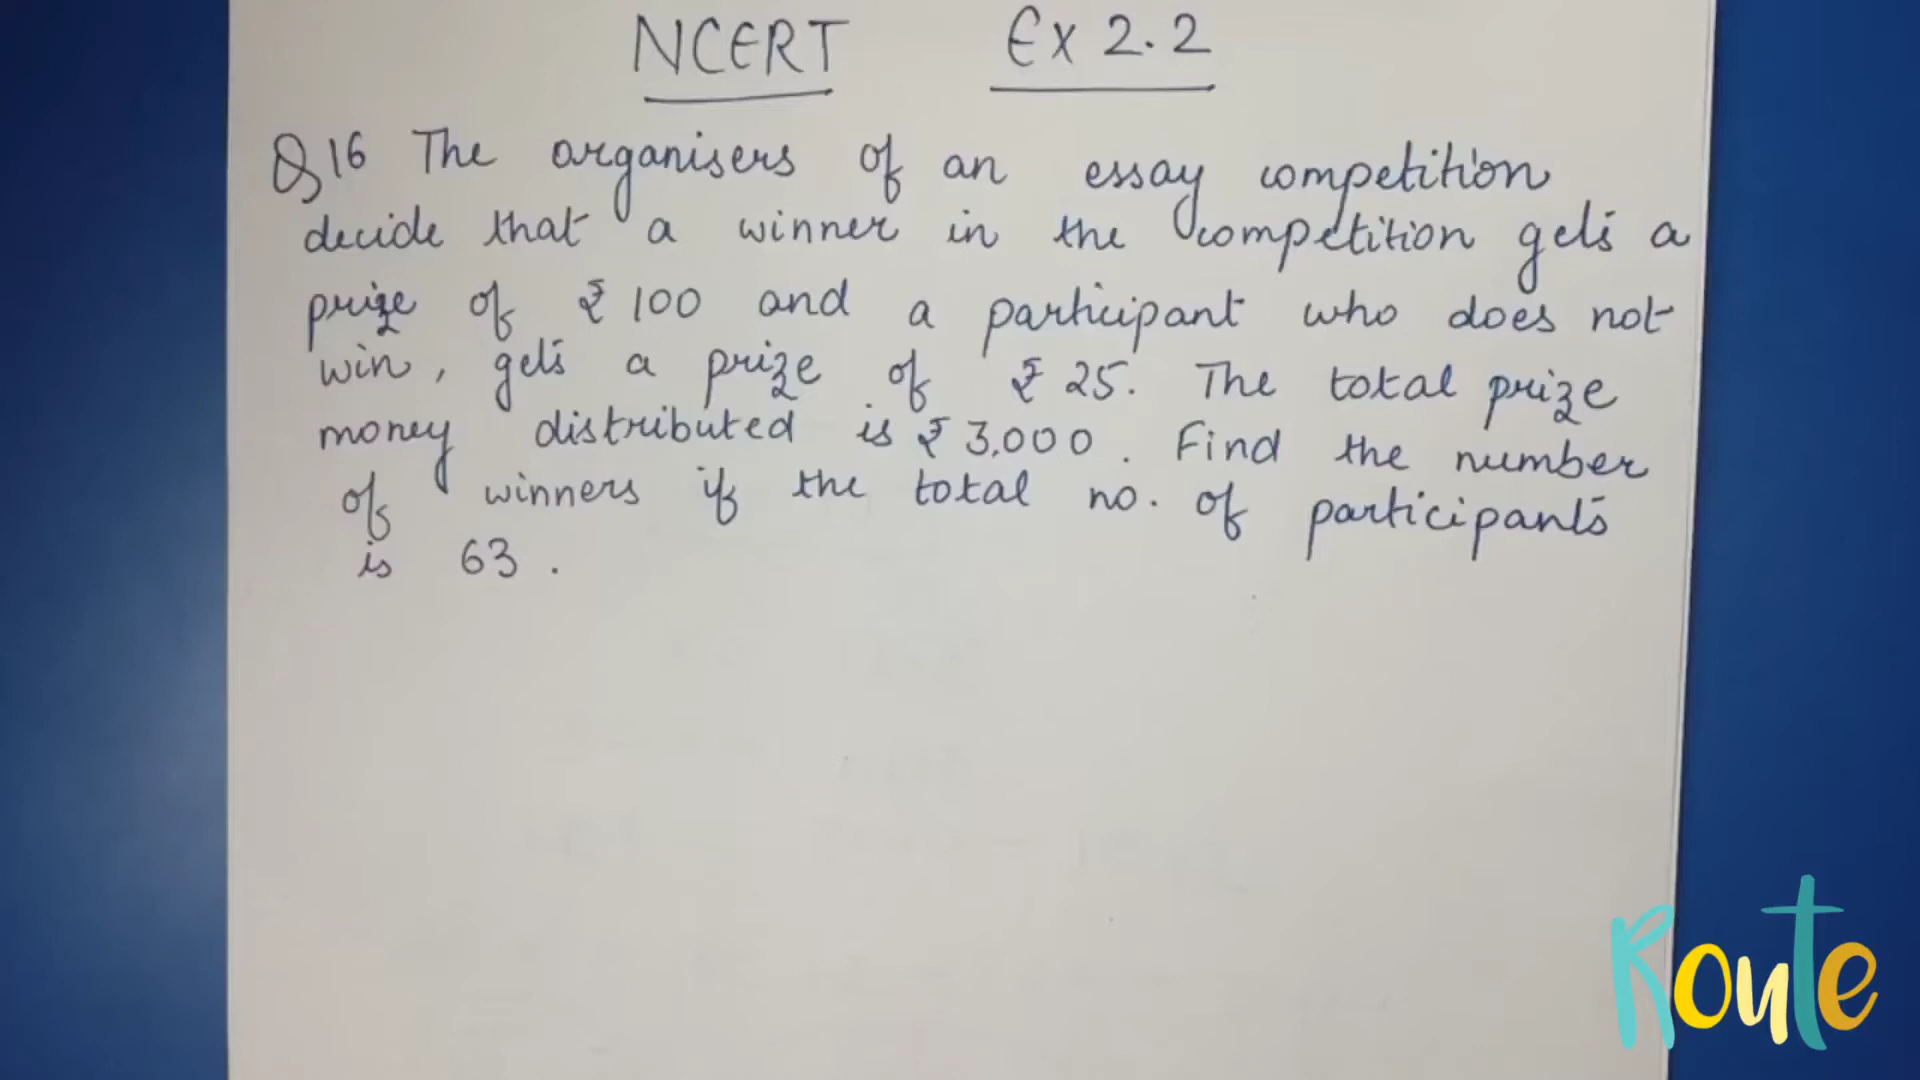 NCERT Ex 2.2
Q16 The organisers of an essay competition
decide that a winner in the competition gets a
prize of ₹ 100 and a participant who does not
win, gets a prize of ₹ 25. The total prize
money distributed is ₹ 3,000. Find the number
of winners if the total no. of participants
is 63.
Route